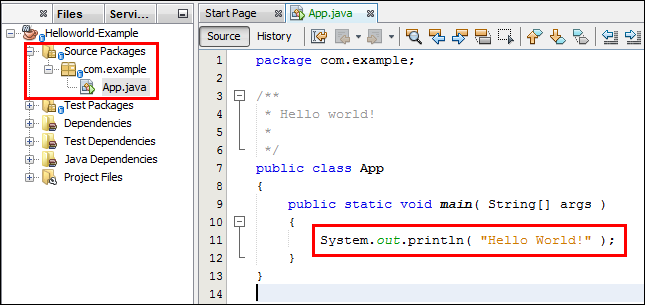 Files Servi...
Helloworld-Example
Source Packages
com.example
App.java
Test Packages
Dependencies
Test Dependencies
Java Dependencies
Project Files
Start Page App.java
Source History
1 package com.example;
2
3 /**
4 * Hello world!
5 *
6 */
7 public class App
8 {
9 public static void main( String[] args )
10 {
11 System.out.println( "Hello World!" );
12 }
13 }
14